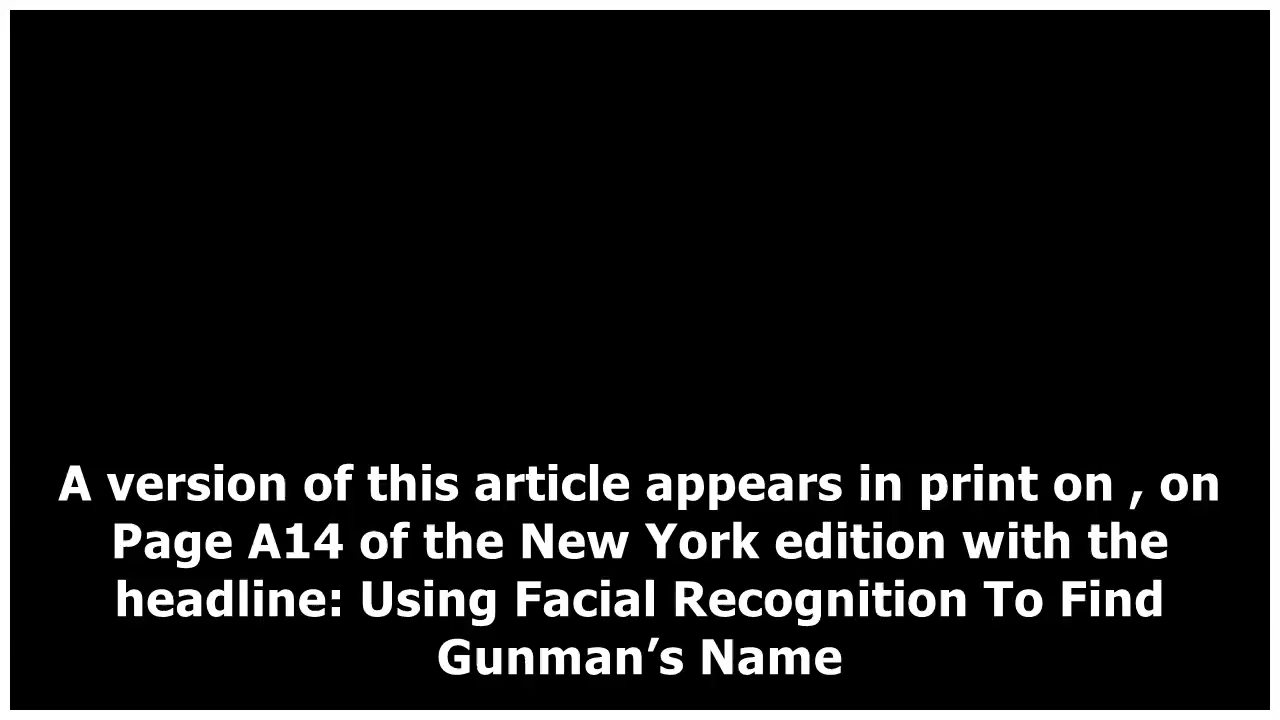 A version of this article appears in print on , on
Page A14 of the New York edition with the
headline: Using Facial Recognition To Find
Gunman’s Name